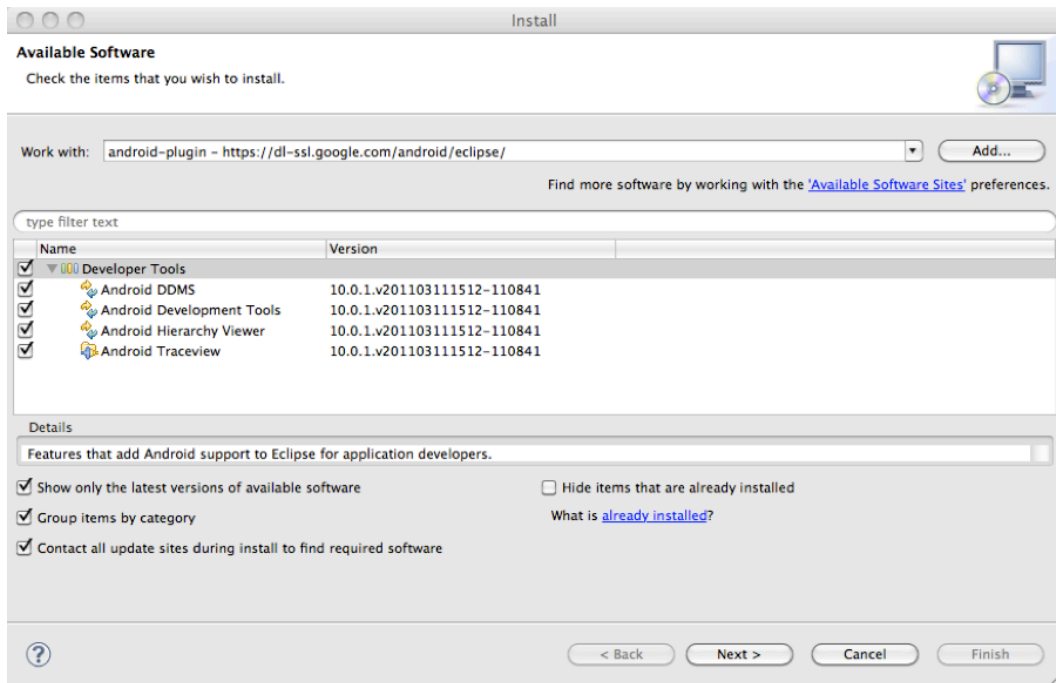 Install
Available Software
Check the items that you wish to install.
Work with: android-plugin – https://dl-ssl.google.com/android/eclipse/ Add...
Find more software by working with the 'Available Software Sites' preferences.
type filter text
Name Version
Developer Tools
Android DDMS 10.0.1.v201103111512-110841
Android Development Tools 10.0.1.v201103111512-110841
Android Hierarchy Viewer 10.0.1.v201103111512-110841
Android Traceview 10.0.1.v201103111512-110841
Details
Features that add Android support to Eclipse for application developers.
Show only the latest versions of available software Hide items that are already installed
Group items by category What is already installed?
Contact all update sites during install to find required software
? < Back Next > Cancel Finish